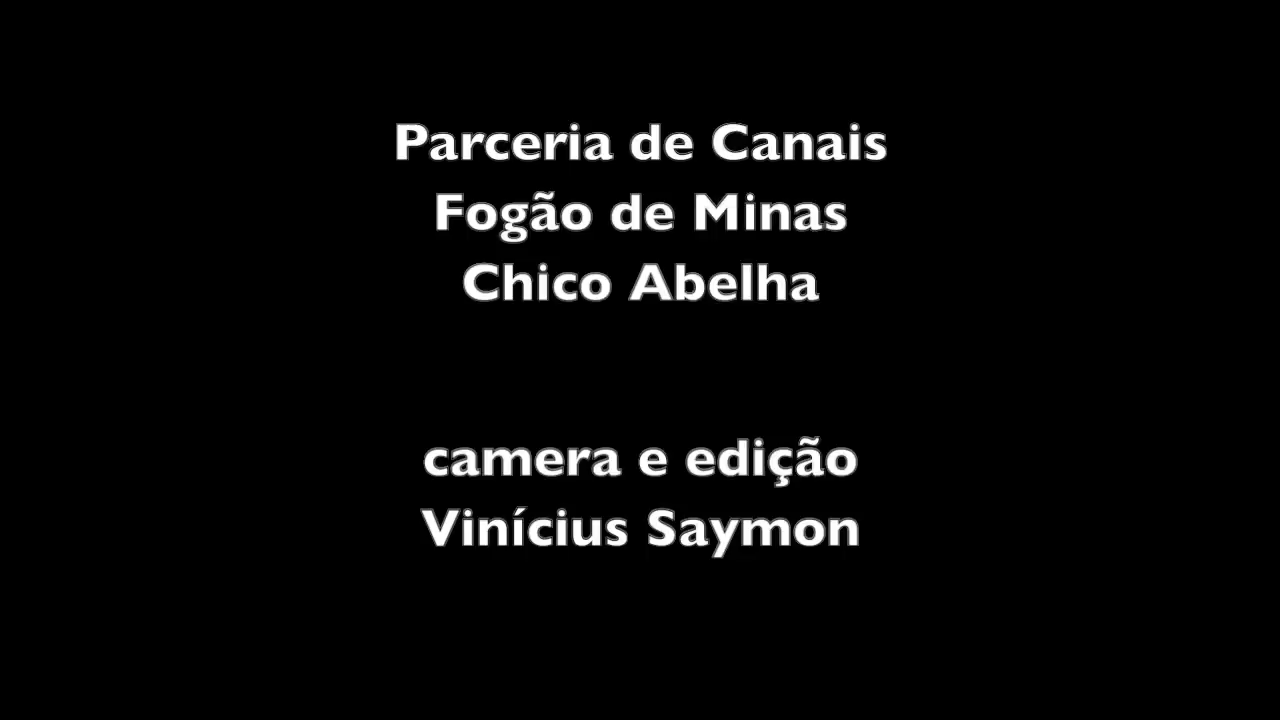 Parceria de Canais
Fogão de Minas
Chico Abelha
camera e edição
Vinícius Saymon